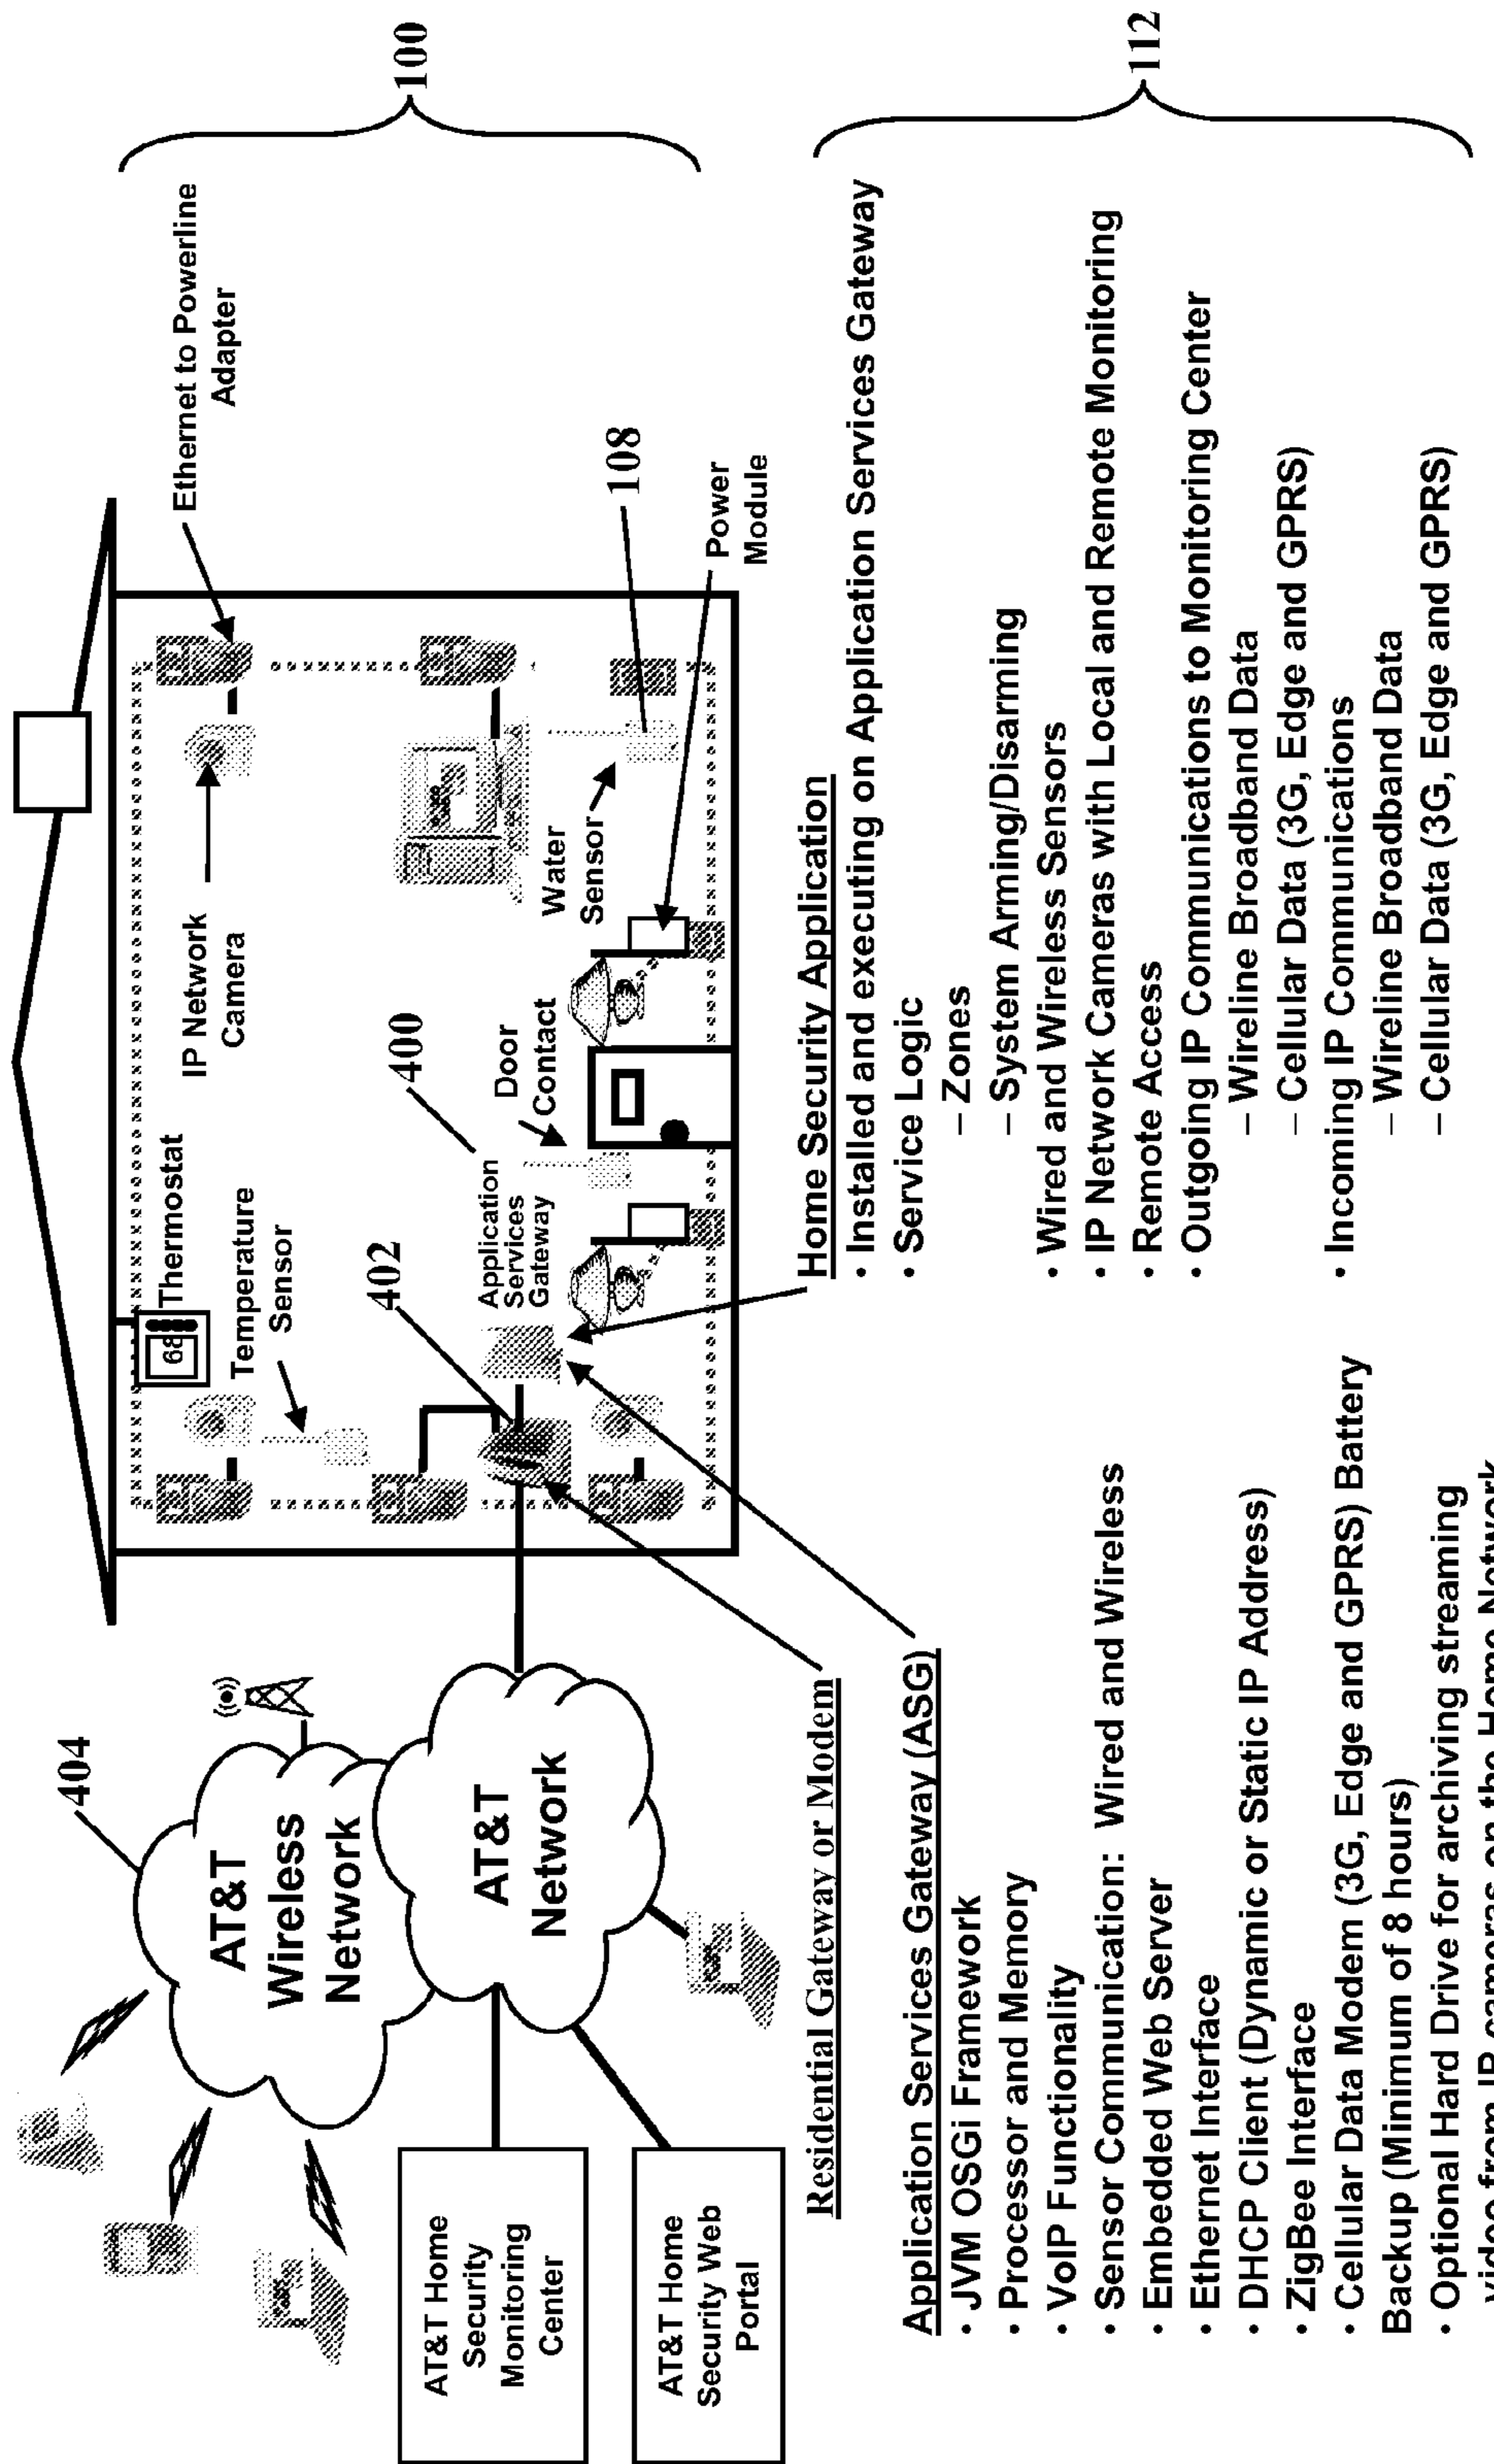 404
AT&T
Wireless
Network
AT&T
Network
AT&T Home
Security
Monitoring
Center
AT&T Home
Security Web
Portal
68
Thermostat
Temperature
Sensor
IP Network
Camera
Ethernet to Powerline
Adapter
100
402
400
Application
Services
Gateway
Door
Contact
Water
Sensor
108
Power
Module
Residential Gateway or Modem
Application Services Gateway (ASG)
• JVM OSGi Framework
• Processor and Memory
• VoIP Functionality
• Sensor Communication: Wired and Wireless
• Embedded Web Server
• Ethernet Interface
• DHCP Client (Dynamic or Static IP Address)
• ZigBee Interface
• Cellular Data Modem (3G, Edge and GPRS) Battery
Backup (Minimum of 8 hours)
• Optional Hard Drive for archiving streaming
Video from IP cameras on the Home Network
Home Security Application
• Installed and executing on Application Services Gateway
• Service Logic
– Zones
– System Arming/Disarming
• Wired and Wireless Sensors
• IP Network Cameras with Local and Remote Monitoring
• Remote Access
• Outgoing IP Communications to Monitoring Center
– Wireline Broadband Data
– Cellular Data (3G, Edge and GPRS)
• Incoming IP Communications
– Wireline Broadband Data
– Cellular Data (3G, Edge and GPRS)
112